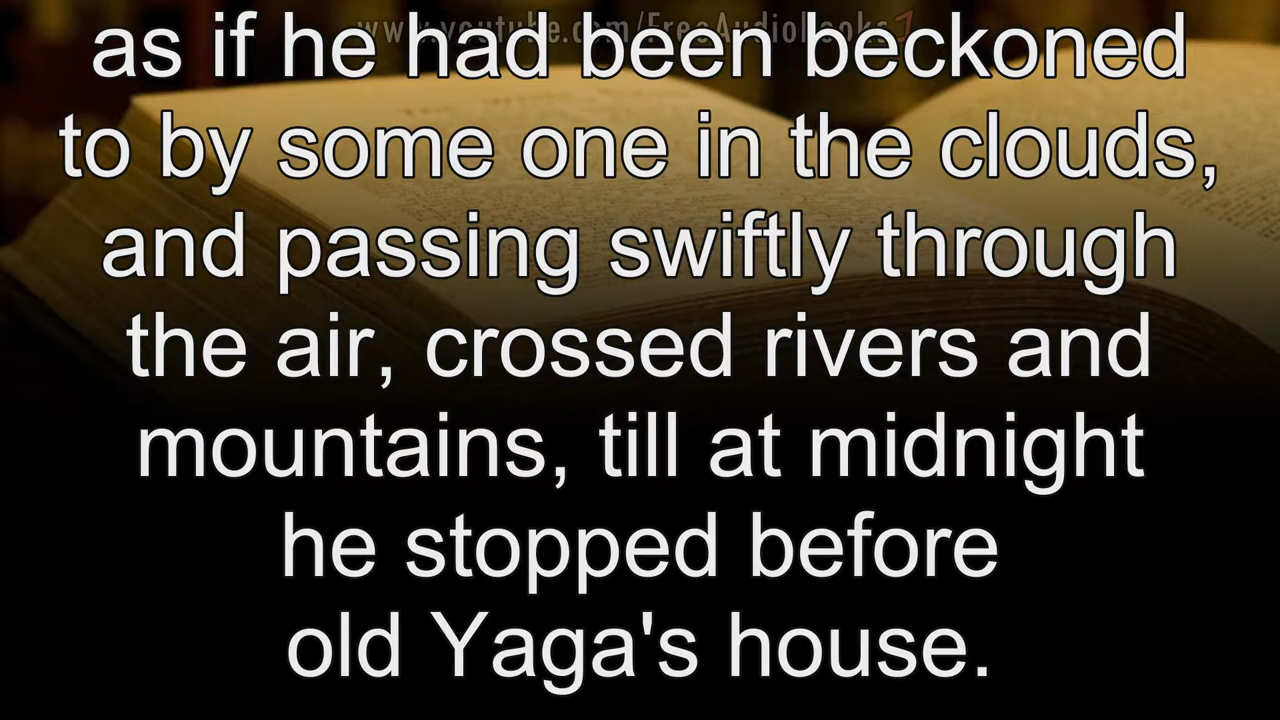 www.youtube.com/FreeAudioBooks
as if he had been beckoned
to by some one in the clouds,
and passing swiftly through
the air, crossed rivers and
mountains, till at midnight
he stopped before
old Yaga's house.